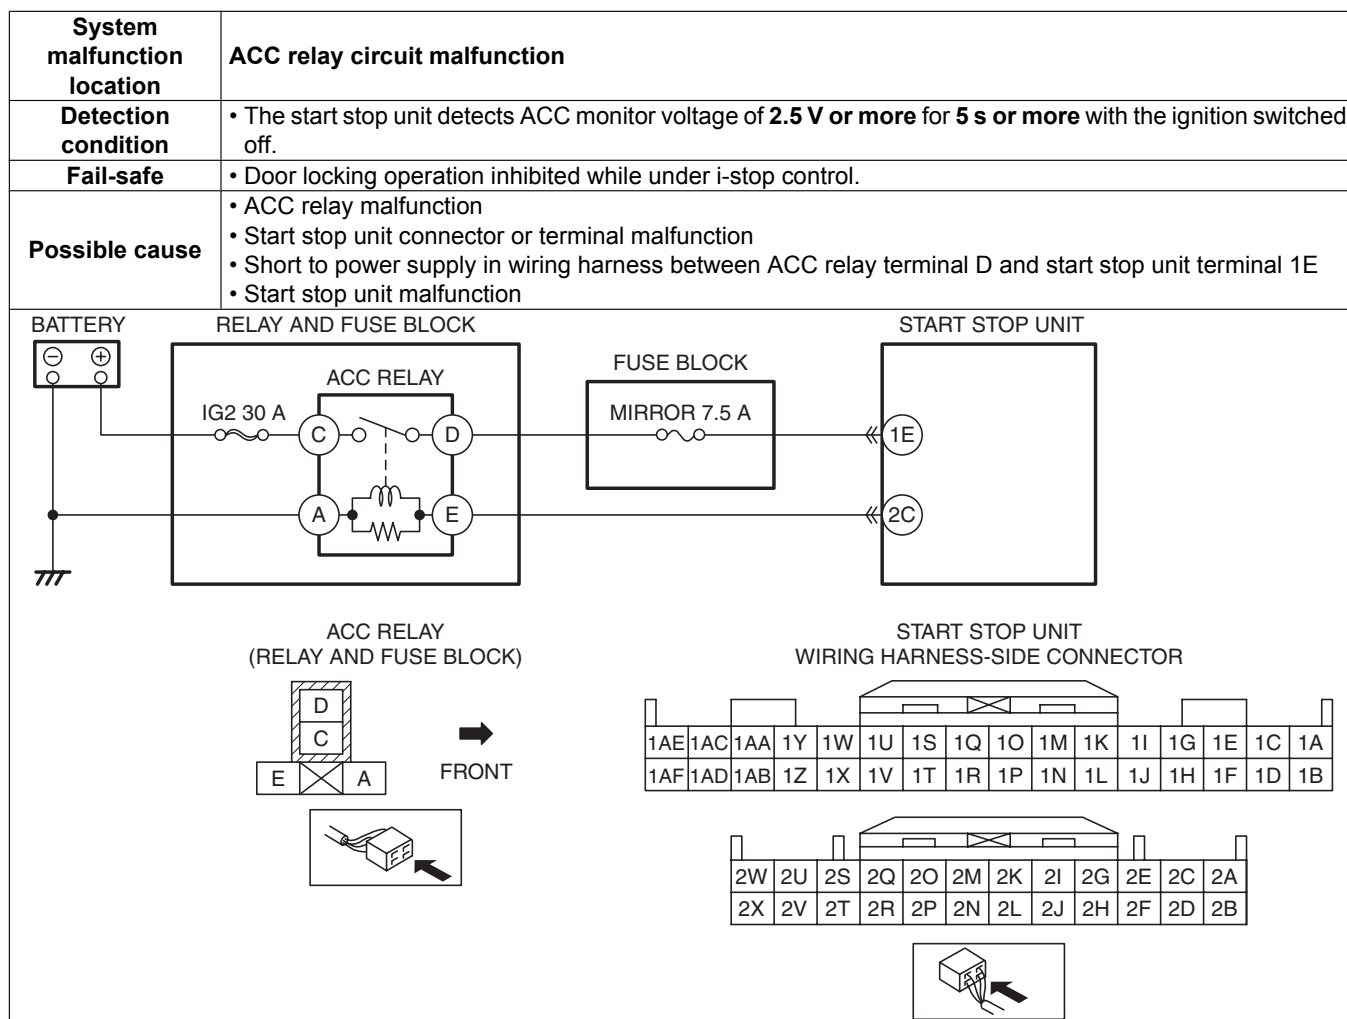 System
malfunction
location
ACC relay circuit malfunction
Detection
condition
• The start stop unit detects ACC monitor voltage of 2.5 V or more for 5 s or more with the ignition switched
off.
Fail-safe
• Door locking operation inhibited while under i-stop control.
Possible cause
• ACC relay malfunction
• Start stop unit connector or terminal malfunction
• Short to power supply in wiring harness between ACC relay terminal D and start stop unit terminal 1E
• Start stop unit malfunction
BATTERY
RELAY AND FUSE BLOCK
START STOP UNIT
FUSE BLOCK
ACC RELAY
IG2 30 A
MIRROR 7.5 A
C
D
1E
A
E
2C
ACC RELAY
(RELAY AND FUSE BLOCK)
D
C
E A
FRONT
START STOP UNIT
WIRING HARNESS-SIDE CONNECTOR
1AE 1AC 1AA 1Y 1W 1U 1S 1Q 1O 1M 1K 1I 1G 1E 1C 1A
1AF 1AD 1AB 1Z 1X 1V 1T 1R 1P 1N 1L 1J 1H 1F 1D 1B
2W 2U 2S 2Q 2O 2M 2K 2I 2G 2E 2C 2A
2X 2V 2T 2R 2P 2N 2L 2J 2H 2F 2D 2B